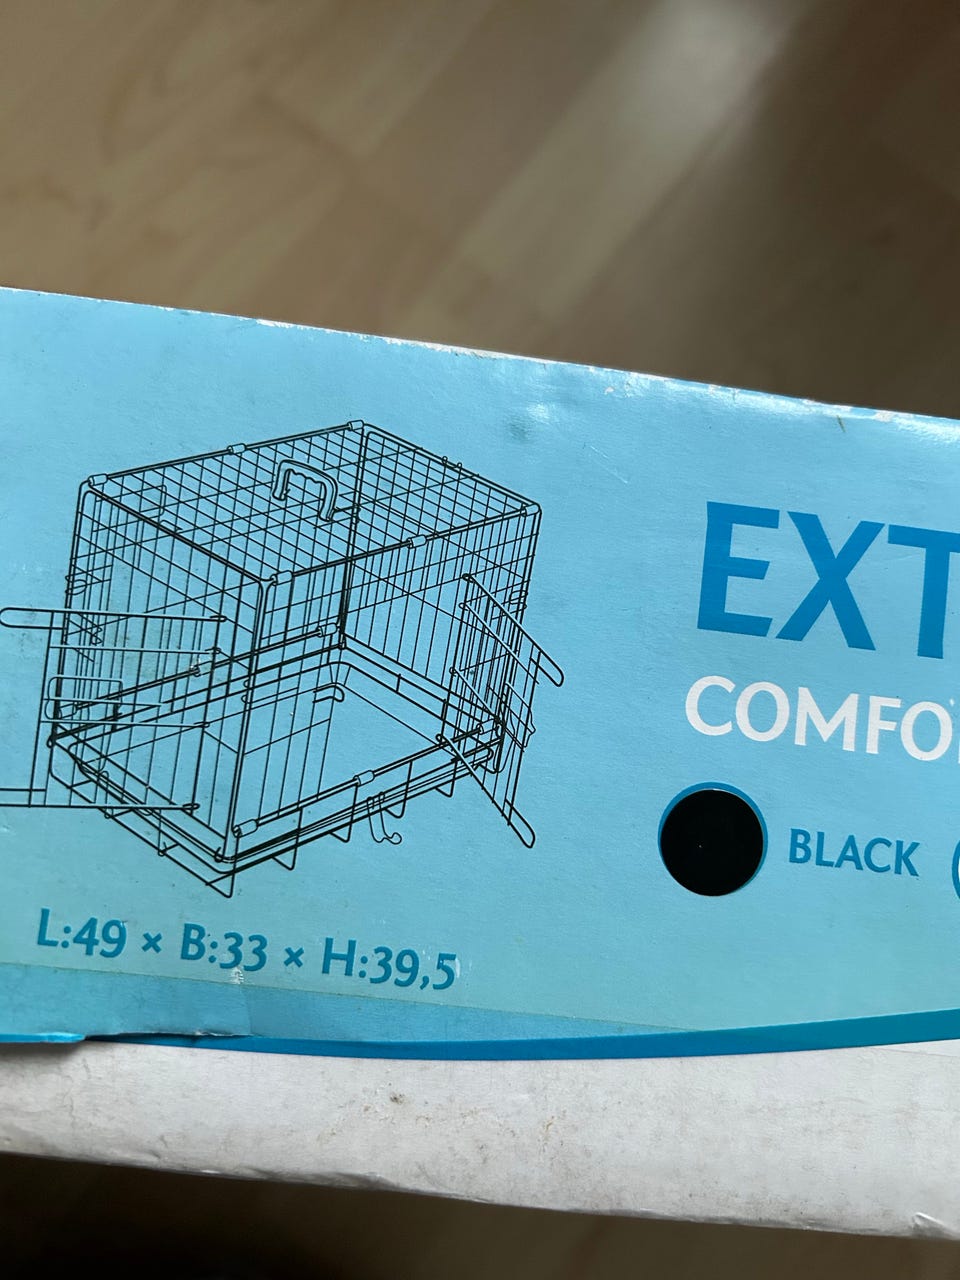 EXT
COMFO
BLACK
L:49 × B:33 × H:39,5